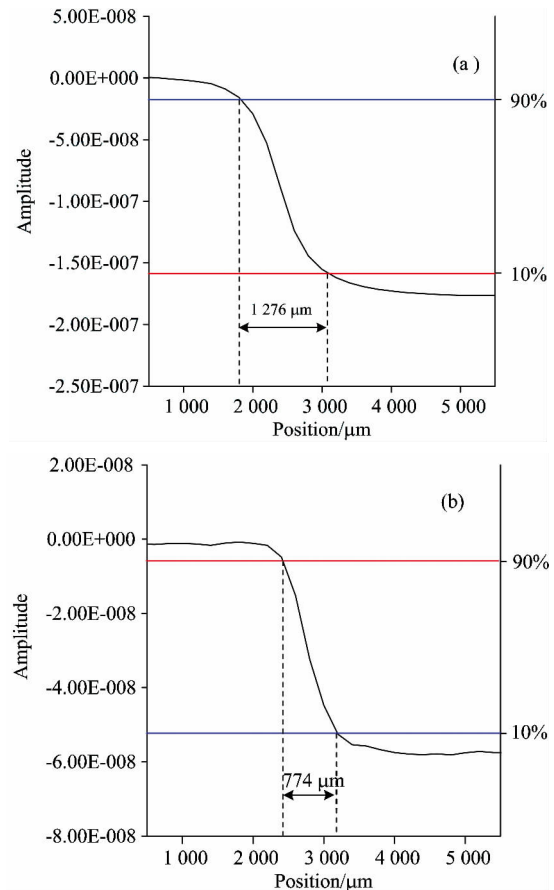 5.00E-008
(a )
0.00E+000
90%
-5.00E-008
Amplitude
-1.00E-007
-1.50E-007
10%
1 276 μm
-2.00E-007
-2.50E-007
1 000 2 000 3 000 4 000 5 000
Position/μm
2.00E-008
(b)
0.00E+000
90%
-2.00E-008
Amplitude
-4.00E-008
10%
-6.00E-008
774 μm
-8.00E-008
1 000 2 000 3 000 4 000 5 000
Position/μm